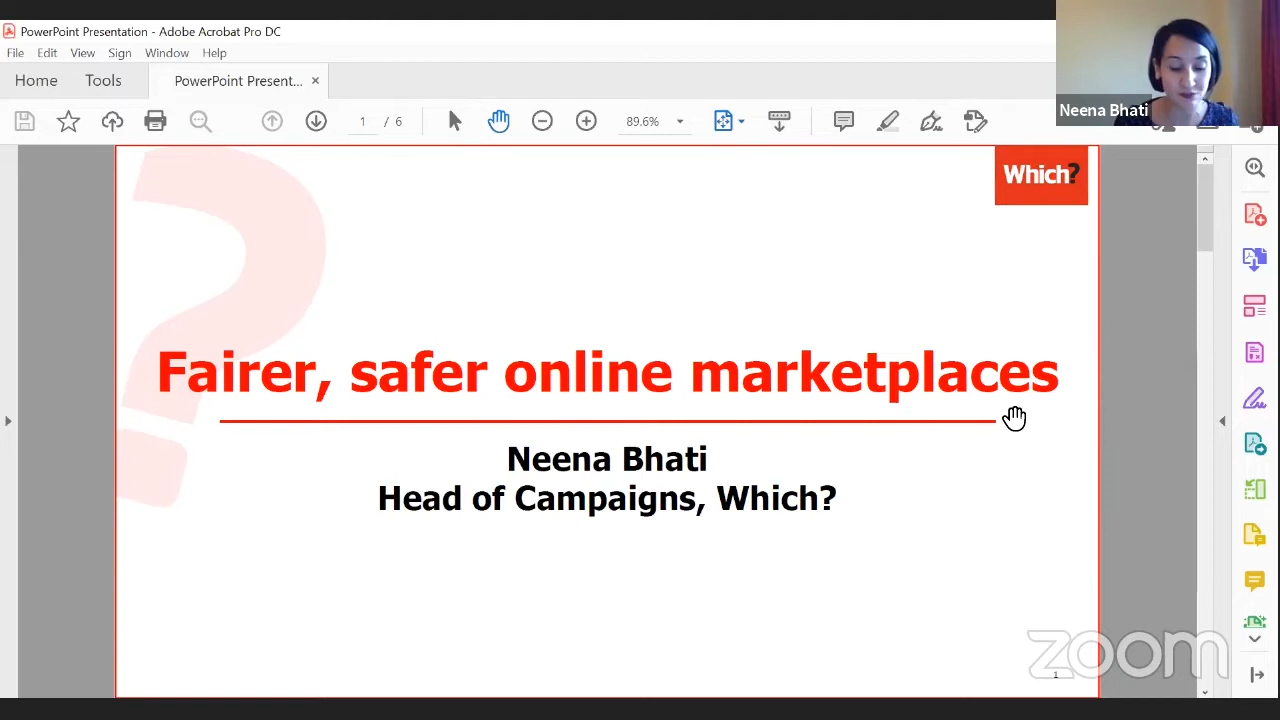 PowerPoint Presentation - Adobe Acrobat Pro DC
File Edit View Sign Window Help
Home Tools PowerPoint Present... ×
1 / 6 89.6%
Neena Bhati
Which?
Fairer, safer online marketplaces
Neena Bhati
Head of Campaigns, Which?
zoom
1